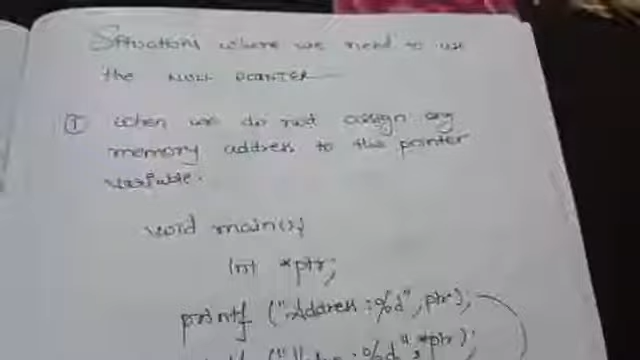 Situations where we need to use
the NULL POINTER
① when we do not assign any
memory address to the pointer
variable.
void main()
int *ptr;
printf ("Address :%d", ptr);
:%d", *ptr);